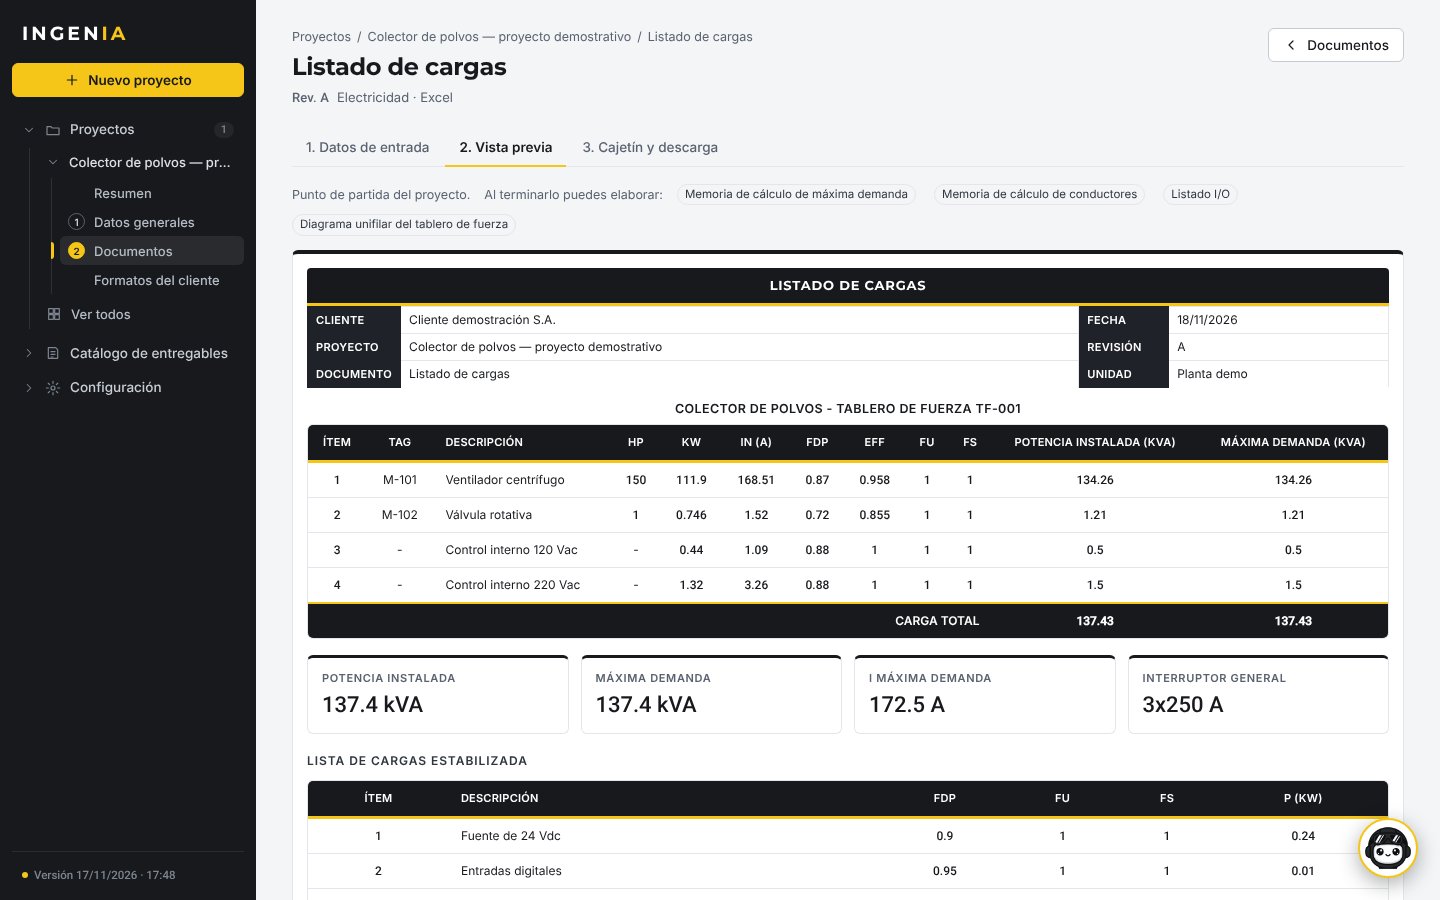 INGENIA
Nuevo proyecto
Proyectos 1
Colector de polvos — pr...
Resumen
1 Datos generales
2 Documentos
Formatos del cliente
Ver todos
Catálogo de entregables
Configuración
Versión 17/11/2026 · 17:48
Proyectos / Colector de polvos — proyecto demostrativo / Listado de cargas
Documentos
Listado de cargas
Rev. A Electricidad · Excel
1. Datos de entrada 2. Vista previa 3. Cajetín y descarga
Punto de partida del proyecto. Al terminarlo puedes elaborar: Memoria de cálculo de máxima demanda Memoria de cálculo de conductores Listado I/O
Diagrama unifilar del tablero de fuerza
LISTADO DE CARGAS
CLIENTE Cliente demostración S.A. FECHA 18/11/2026
PROYECTO Colector de polvos — proyecto demostrativo REVISIÓN A
DOCUMENTO Listado de cargas UNIDAD Planta demo
COLECTOR DE POLVOS - TABLERO DE FUERZA TF-001
ÍTEM TAG DESCRIPCIÓN HP KW IN (A) FDP EFF FU FS POTENCIA INSTALADA (KVA) MÁXIMA DEMANDA (KVA)
1 M-101 Ventilador centrífugo 150 111.9 168.51 0.87 0.958 1 1 134.26 134.26
2 M-102 Válvula rotativa 1 0.746 1.52 0.72 0.855 1 1 1.21 1.21
3 - Control interno 120 Vac - 0.44 1.09 0.88 1 1 1 0.5 0.5
4 - Control interno 220 Vac - 1.32 3.26 0.88 1 1 1 1.5 1.5
CARGA TOTAL 137.43 137.43
POTENCIA INSTALADA MÁXIMA DEMANDA I MÁXIMA DEMANDA INTERRUPTOR GENERAL
137.4 kVA 137.4 kVA 172.5 A 3x250 A
LISTA DE CARGAS ESTABILIZADA
ÍTEM DESCRIPCIÓN FDP FU FS P (KW)
1 Fuente de 24 Vdc 0.9 1 1 0.24
2 Entradas digitales 0.95 1 1 0.01